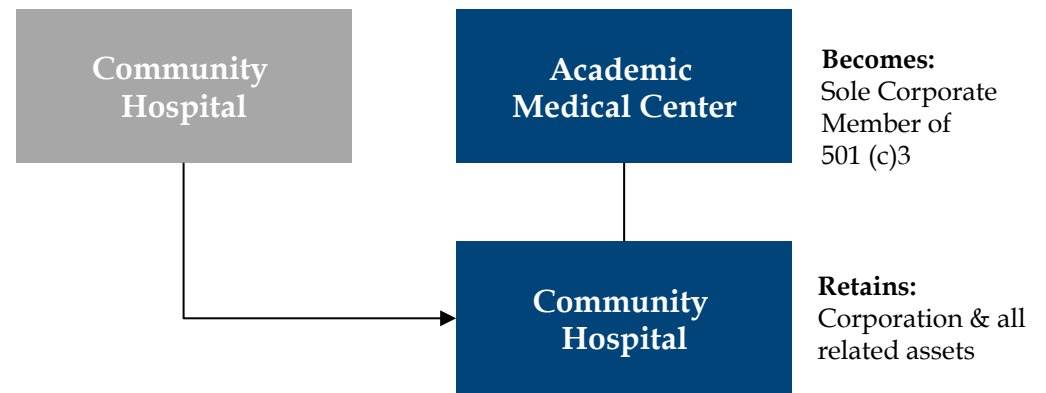 Community
Hospital
Academic
Medical Center
Becomes:
Sole Corporate
Member of
501 (c)3
Community
Hospital
Retains:
Corporation & all
related assets